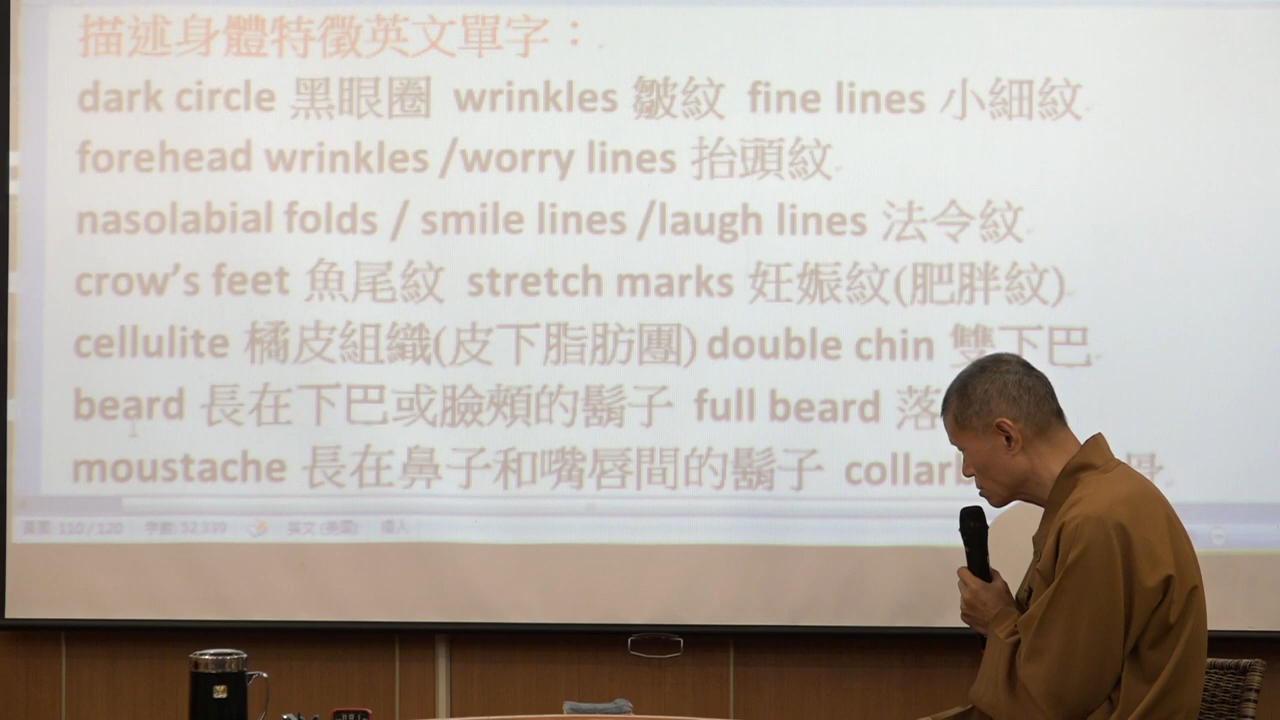 描述身體特徵英文單字：
dark circle 黑眼圈 wrinkles 皺紋 fine lines 小細紋
forehead wrinkles /worry lines 抬頭紋
nasolabial folds / smile lines /laugh lines 法令紋
crow's feet 魚尾紋 stretch marks 妊娠紋(肥胖紋)
cellulite 橘皮組織(皮下脂肪團) double chin 雙下巴
beard 長在下巴或臉頰的鬍子 full beard 落
moustache 長在鼻子和嘴唇間的鬍子 collarb 骨
頁面: 110 / 120 字數: 52,339 英文 (美國) 插入